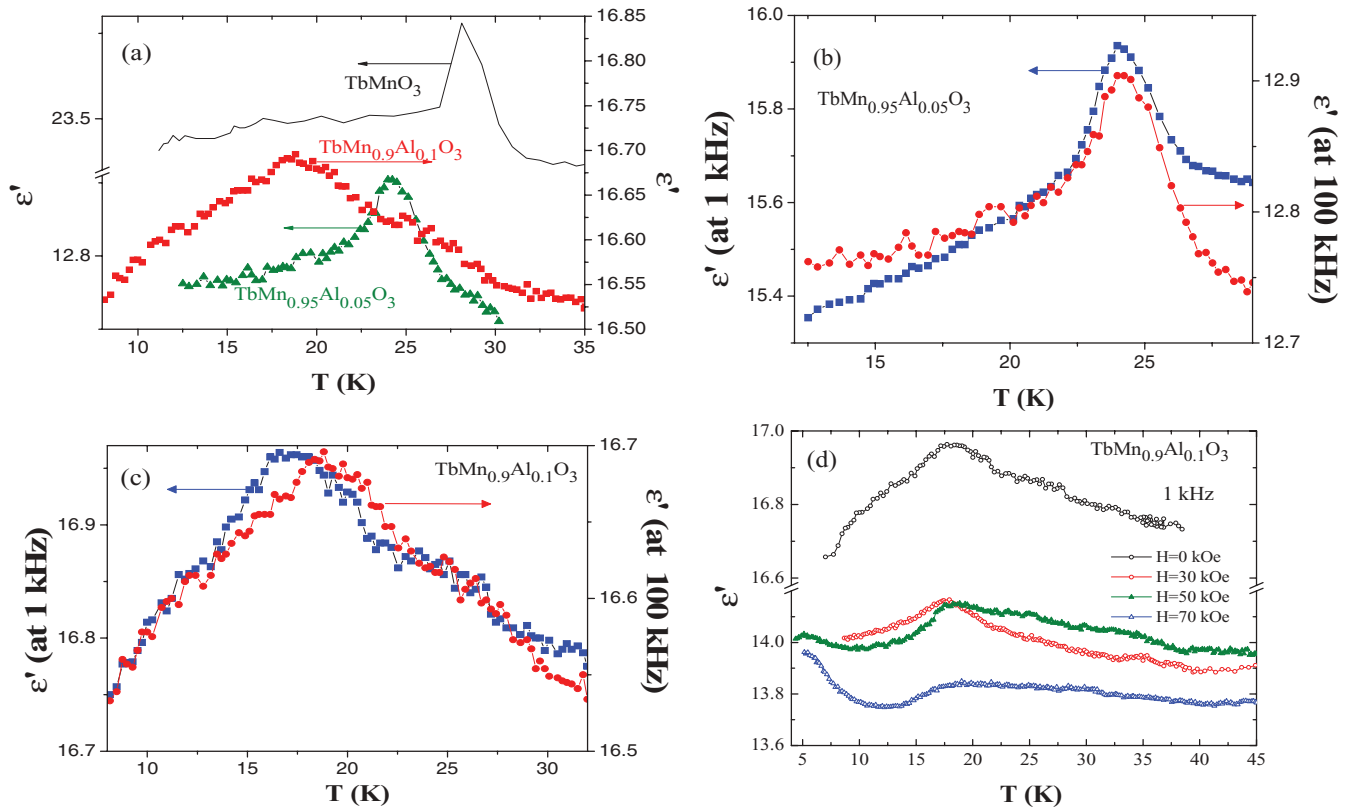 (a)
TbMnO₃
TbMn₀.₉Al₀.₁O₃
TbMn₀.₉₅Al₀.₀₅O₃
23.5
12.8
ε'
16.85
16.80
16.75
16.70
16.65
16.60
16.55
16.50
ε'
10 15 20 25 30 35
T (K)
(b)
TbMn₀.₉₅Al₀.₀₅O₃
16.0
15.8
15.6
15.4
ε' (at 1 kHz)
12.9
12.8
12.7
ε' (at 100 kHz)
15 20 25
T (K)
(c)
TbMn₀.₉Al₀.₁O₃
16.9
16.8
16.7
ε' (at 1 kHz)
16.7
16.6
16.5
ε' (at 100 kHz)
10 15 20 25 30
T (K)
(d)
TbMn₀.₉Al₀.₁O₃
1 kHz
H=0 kOe
H=30 kOe
H=50 kOe
H=70 kOe
17.0
16.8
16.6
14.0
13.8
13.6
ε'
5 10 15 20 25 30 35 40 45
T (K)